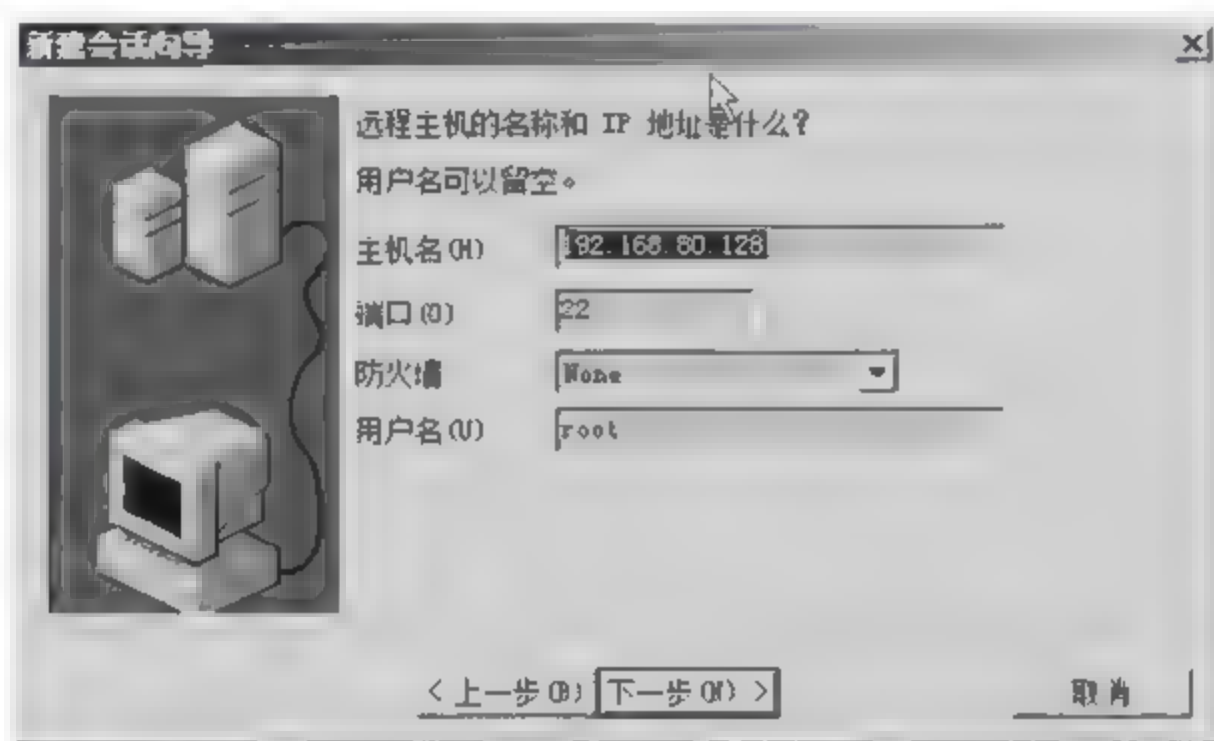 新建会话向导
远程主机的名称和 IP 地址是什么?
用户名可以留空。
主机名(H) 192.168.80.128
端口(O) 22
防火墙 None
用户名(U) root
< 上一步(B) 下一步(N) > 取消